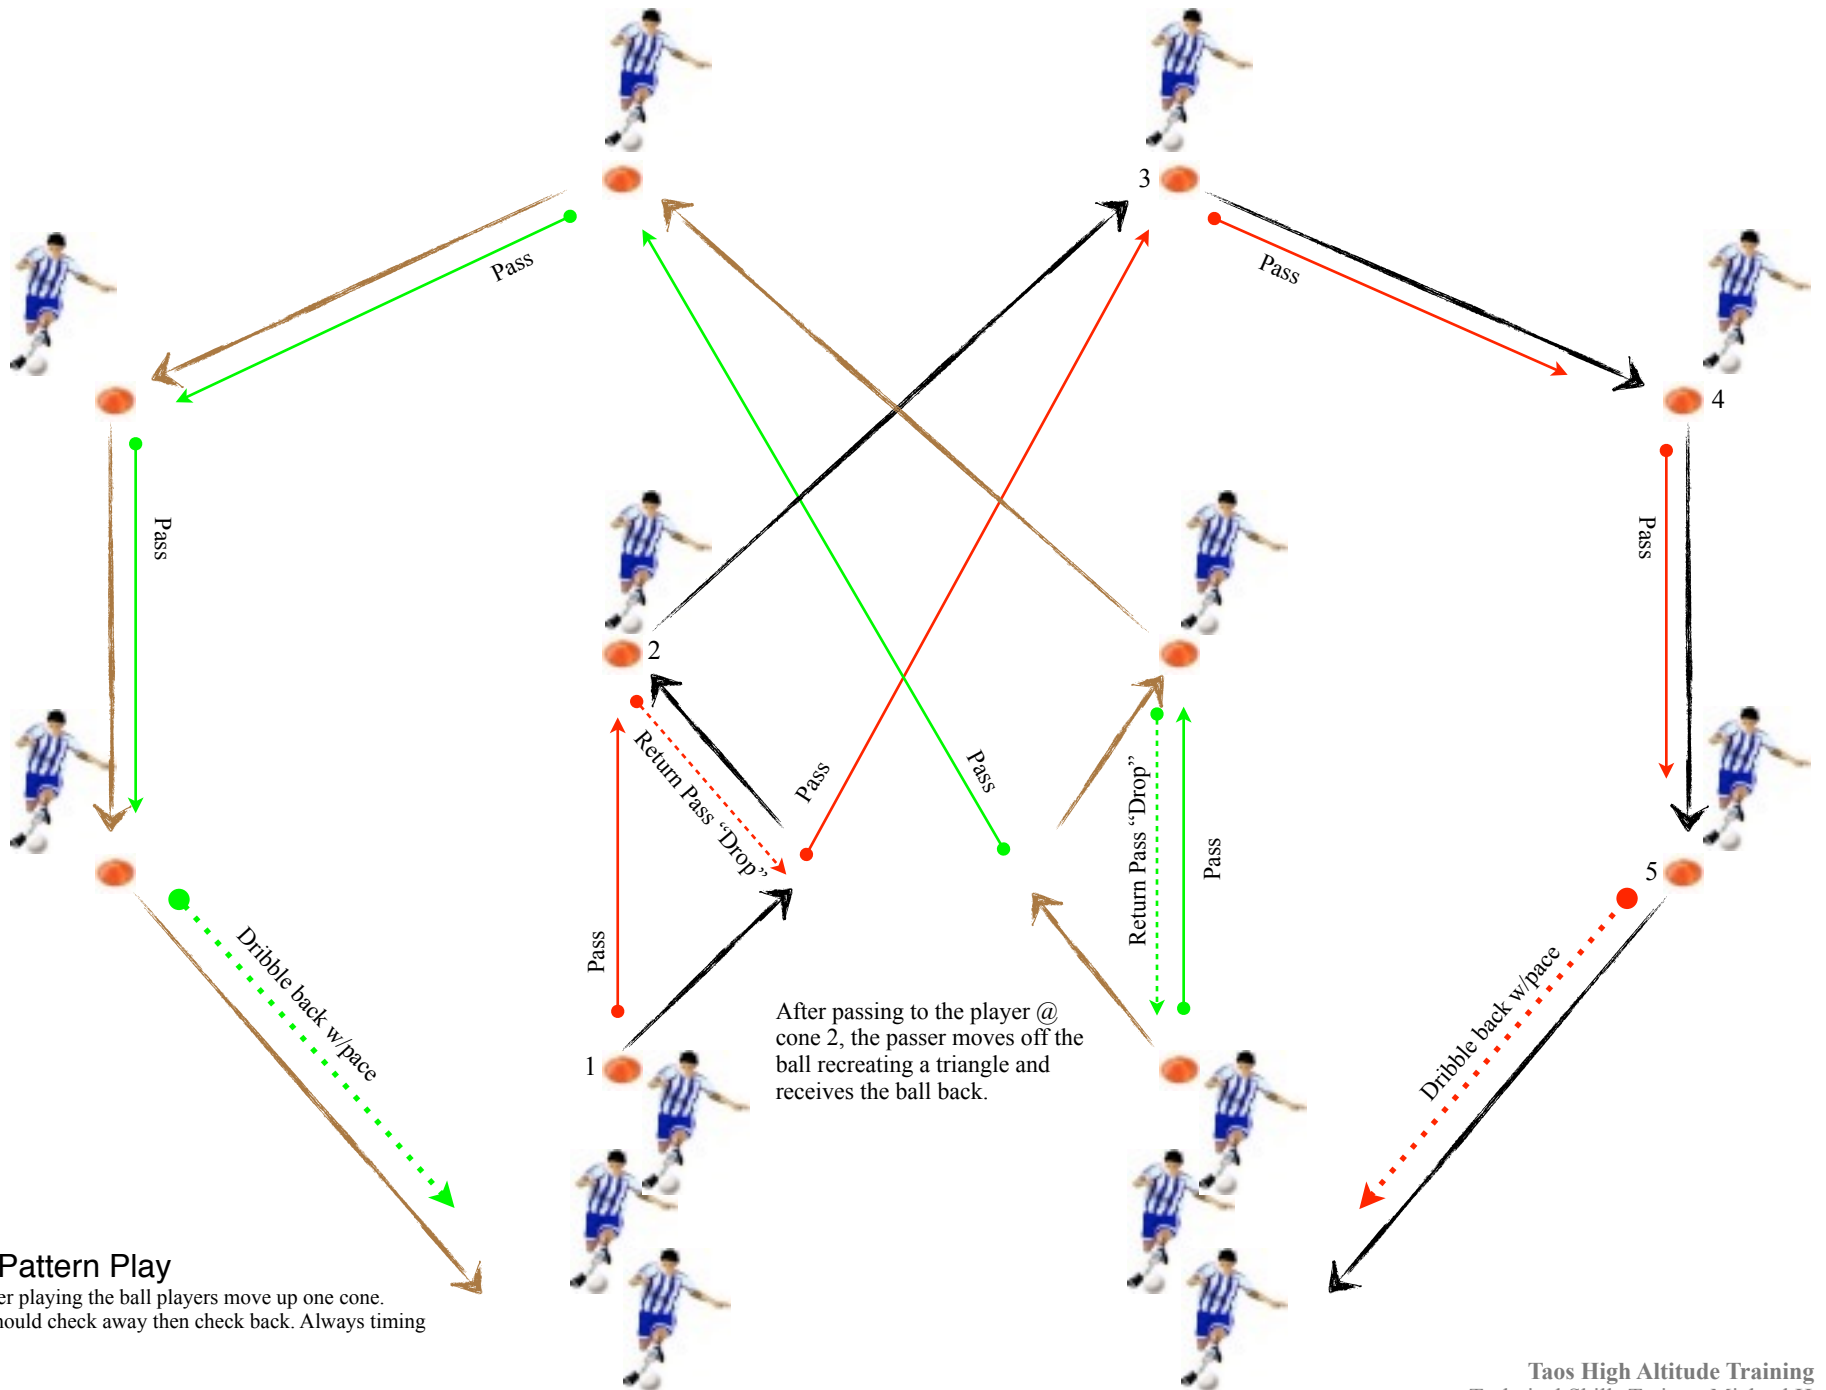 3
Pass
Pass
4
Pass
Pass
2
Return Pass “Drop”
Pass
Pass
Return Pass “Drop”
Pass
Pass
5
Dribble back w/pace
Dribble back w/pace
After passing to the player @
cone 2, the passer moves off the
ball recreating a triangle and
receives the ball back.
1
Pattern Play
er playing the ball players move up one cone.
hould check away then check back. Always timing
Taos High Altitude Training